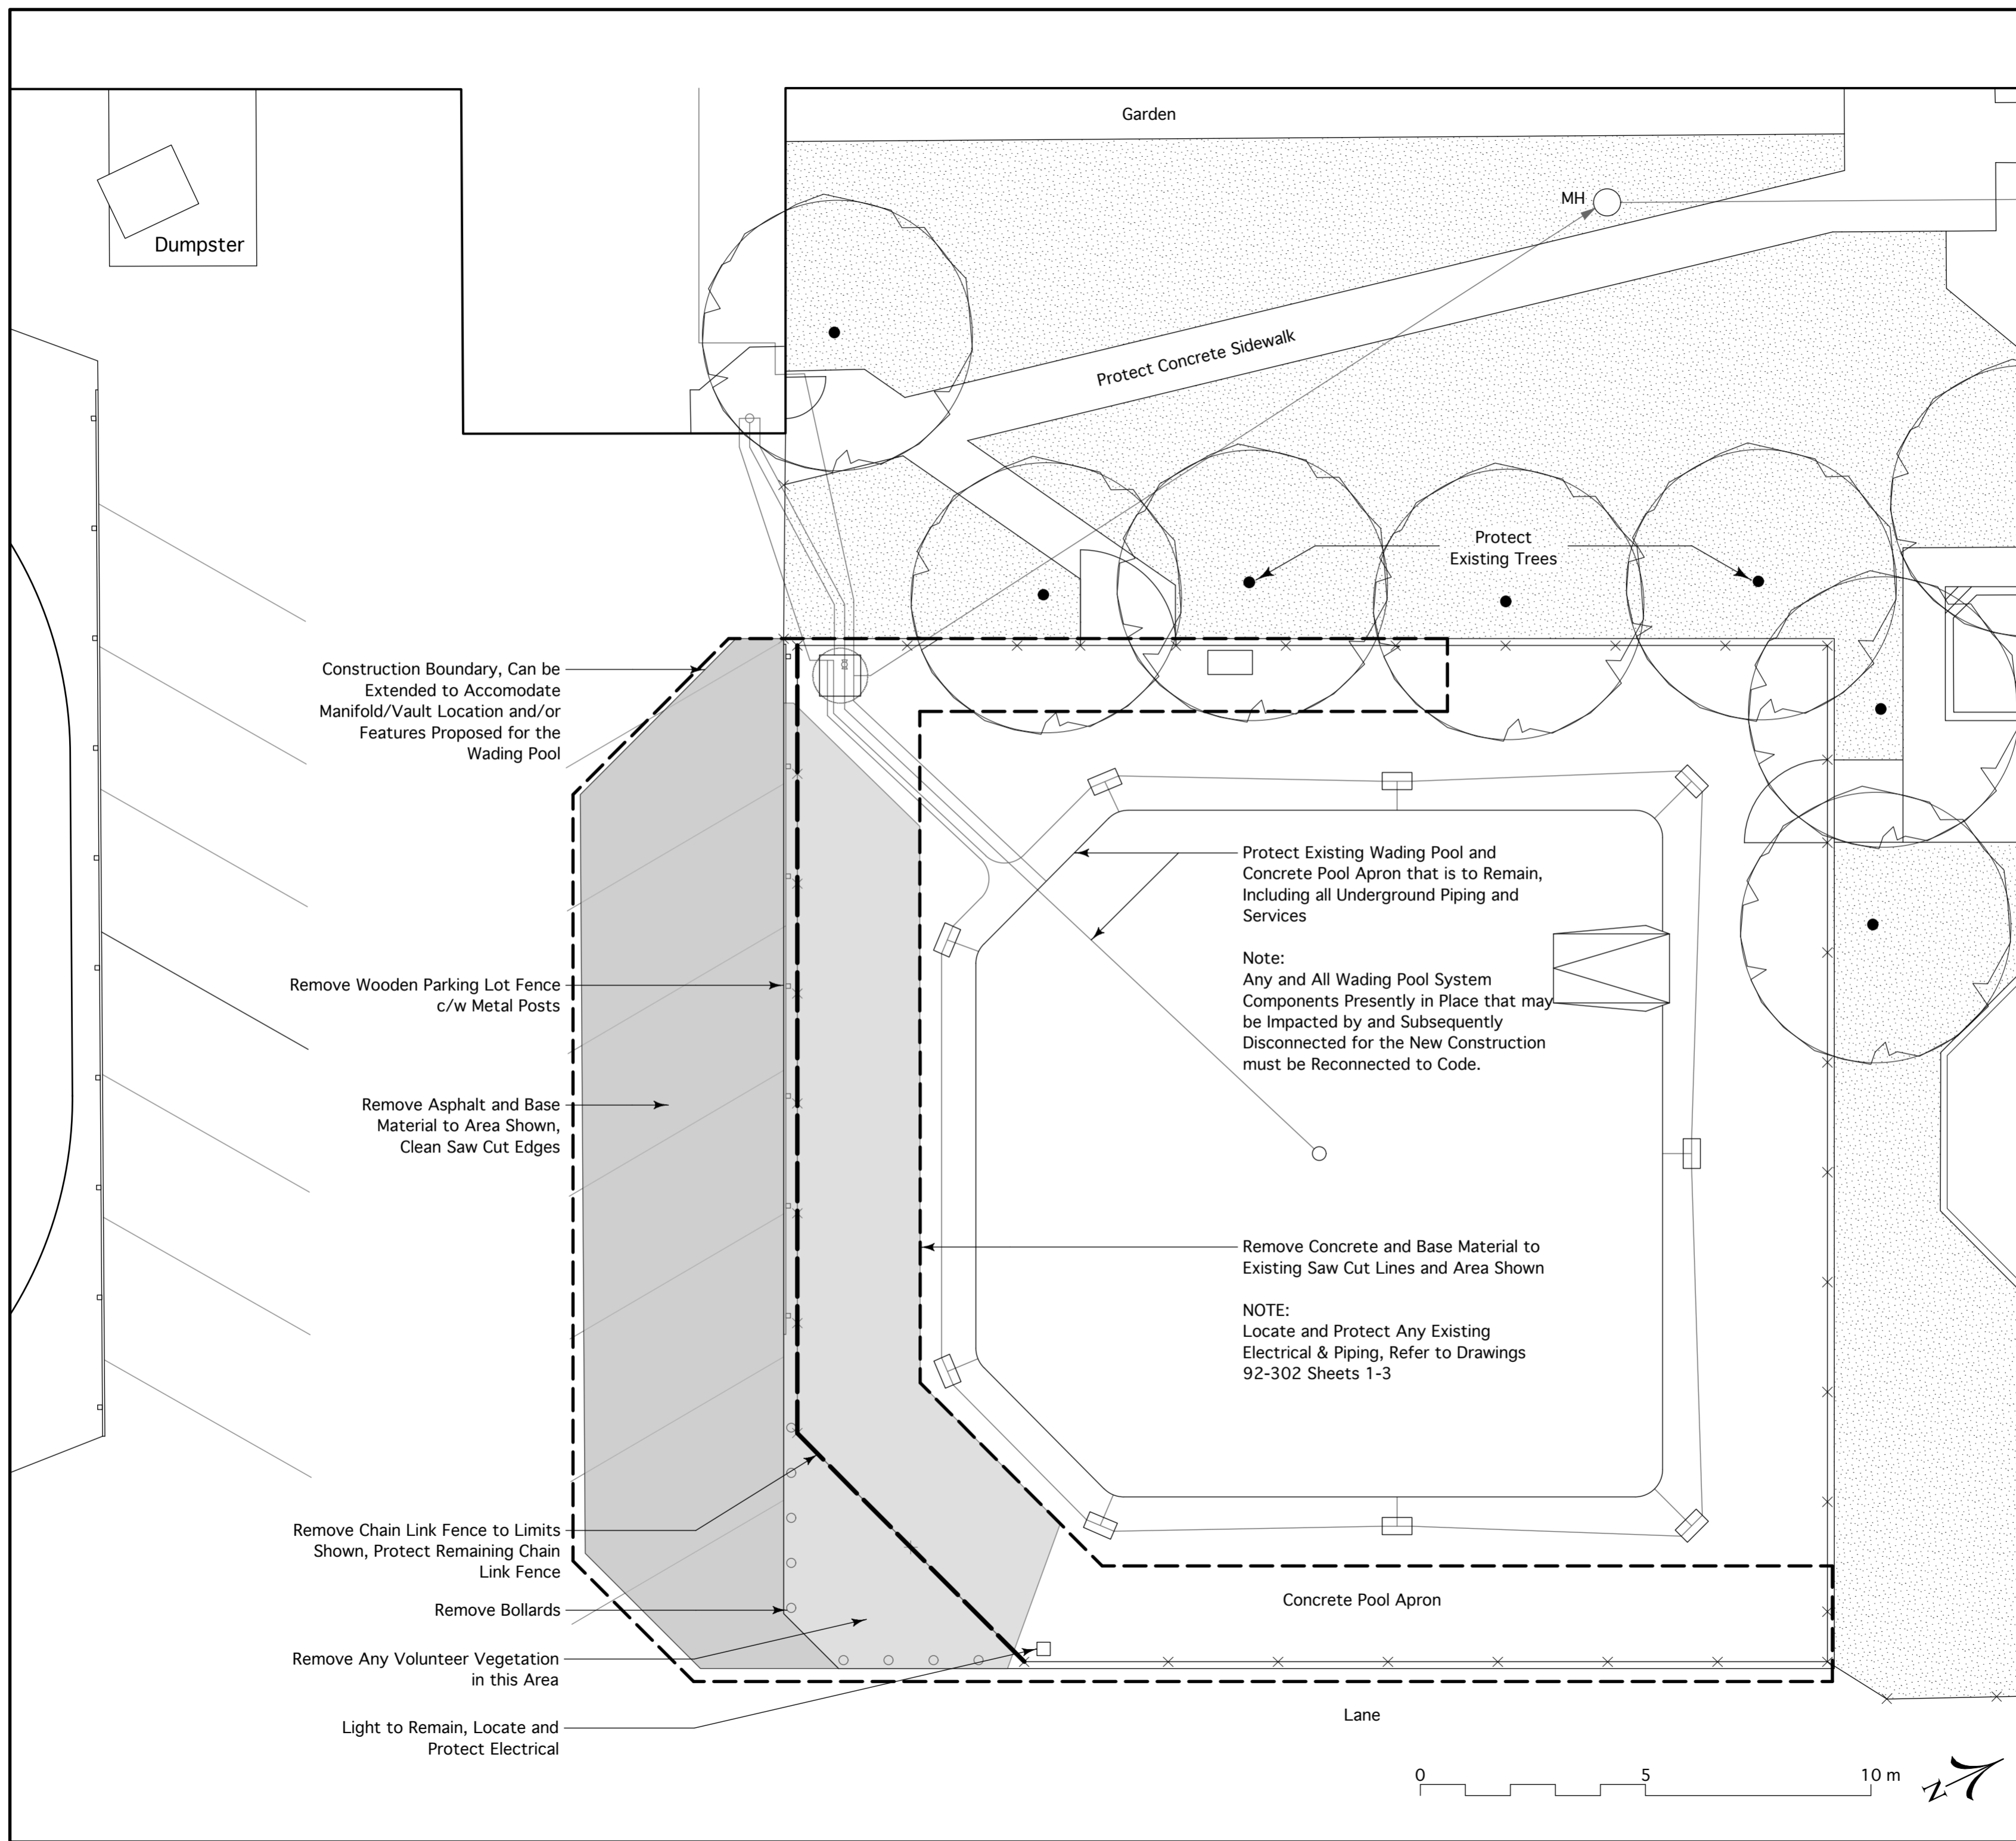 Garden
MH
Dumpster
Protect Concrete Sidewalk
Protect
Existing Trees
Construction Boundary, Can be
Extended to Accomodate
Manifold/Vault Location and/or
Features Proposed for the
Wading Pool
Protect Existing Wading Pool and
Concrete Pool Apron that is to Remain,
Including all Underground Piping and
Services
Note:
Any and All Wading Pool System
Components Presently in Place that may
be Impacted by and Subsequently
Disconnected for the New Construction
must be Reconnected to Code.
Remove Wooden Parking Lot Fence
c/w Metal Posts
Remove Asphalt and Base
Material to Area Shown,
Clean Saw Cut Edges
Remove Concrete and Base Material to
Existing Saw Cut Lines and Area Shown
NOTE:
Locate and Protect Any Existing
Electrical & Piping, Refer to Drawings
92-302 Sheets 1-3
Remove Chain Link Fence to Limits
Shown, Protect Remaining Chain
Link Fence
Remove Bollards
Concrete Pool Apron
Remove Any Volunteer Vegetation
in this Area
Light to Remain, Locate and
Protect Electrical
Lane
0 5 10 m
N